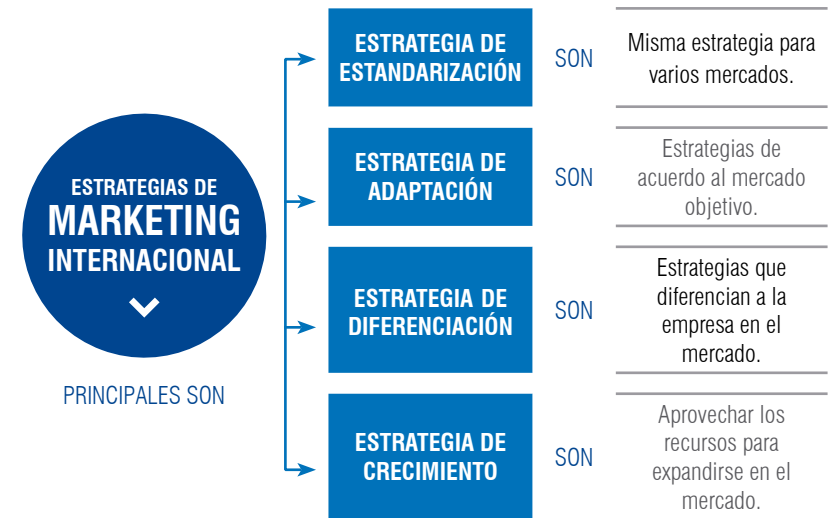 ESTRATEGIAS DE
MARKETING
INTERNACIONAL
PRINCIPALES SON
ESTRATEGIA DE
ESTANDARIZACIÓN
SON
Misma estrategia para
varios mercados.
ESTRATEGIA DE
ADAPTACIÓN
SON
Estrategias de
acuerdo al mercado
objetivo.
ESTRATEGIA DE
DIFERENCIACIÓN
SON
Estrategias que
diferencian a la
empresa en el
mercado.
ESTRATEGIA DE
CRECIMIENTO
SON
Aprovechar los
recursos para
expandirse en el
mercado.